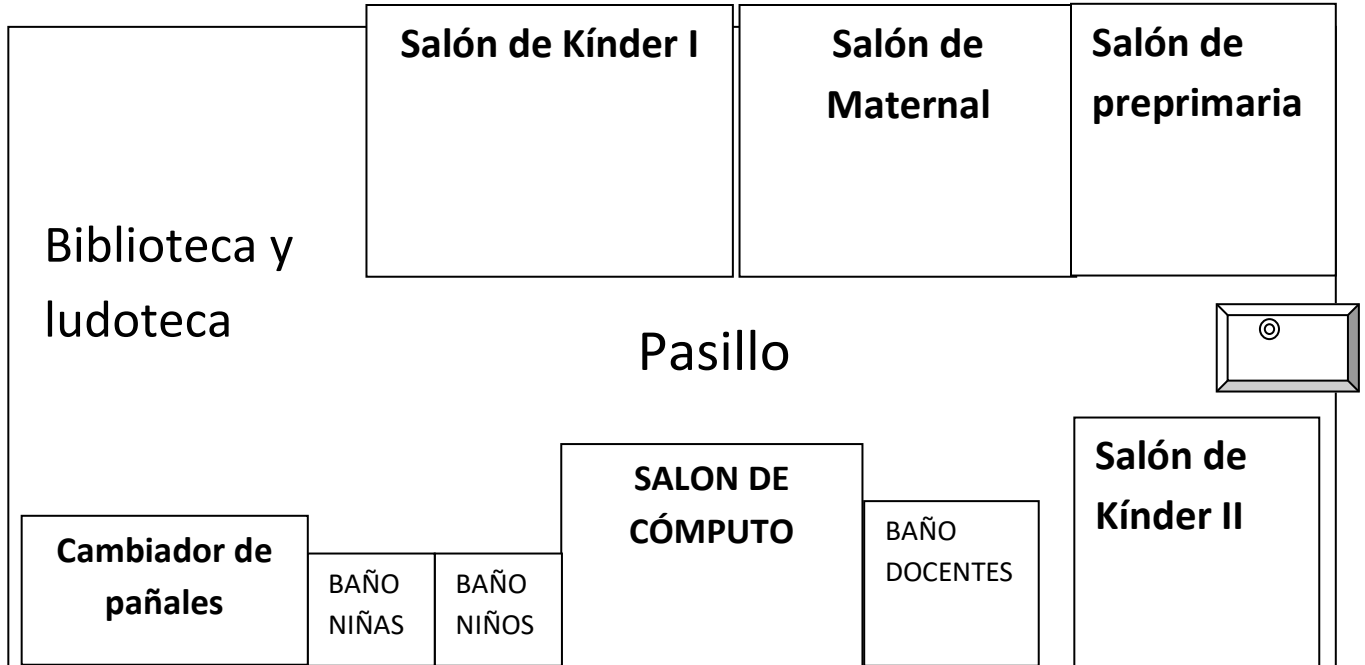 Salón de Kínder I
Salón de
Maternal
Salón de
preprimaria
Biblioteca y
ludoteca
Pasillo
Cambiador de
pañales
BAÑO
NIÑAS
BAÑO
NIÑOS
SALON DE
CÓMPUTO
BAÑO
DOCENTES
Salón de
Kínder II